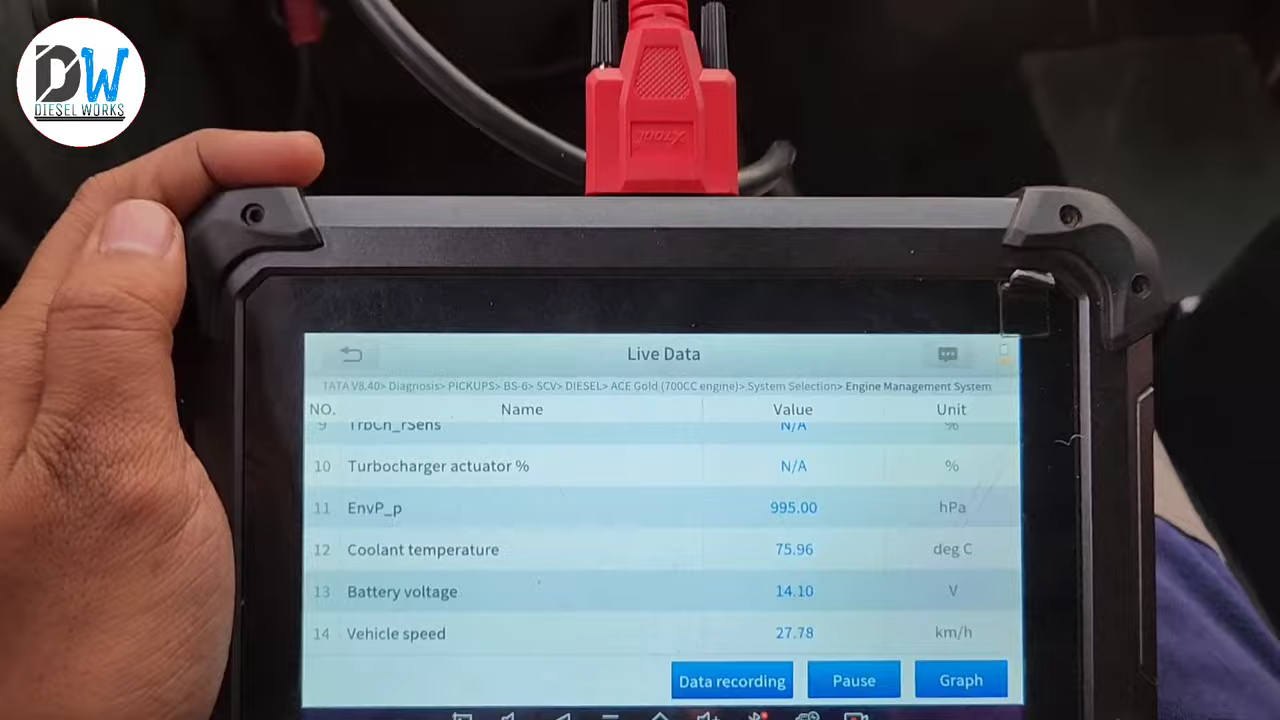 DW
DIESEL WORKS
XTOOL
Live Data
TATA V8.40> Diagnosis> PICKUPS> BS-6> SCV> DIESEL> ACE Gold (700CC engine)> System Selection> Engine Management System
NO. Name Value Unit
9 TrbCh_rSens N/A %
10 Turbocharger actuator % N/A %
11 EnvP_p 995.00 hPa
12 Coolant temperature 75.96 deg C
13 Battery voltage 14.10 V
14 Vehicle speed 27.78 km/h
Data recording Pause Graph